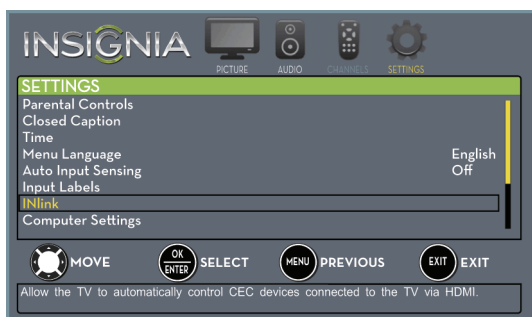 INSIGNIA
PICTURE AUDIO CHANNELS SETTINGS
SETTINGS
Parental Controls
Closed Caption
Time
Menu Language English
Auto Input Sensing Off
Input Labels
INlink
Computer Settings
MOVE OK ENTER SELECT MENU PREVIOUS EXIT EXIT
Allow the TV to automatically control CEC devices connected to the TV via HDMI.